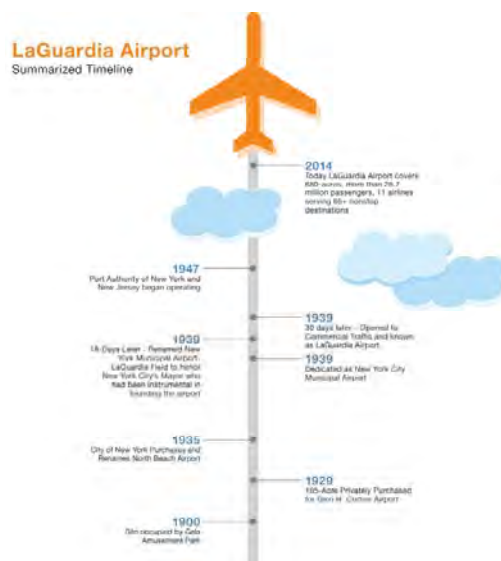 LaGuardia Airport
Summarized Timeline
2014
Today LaGuardia Airport covers
680 acres, more than 26.7
million passengers, 11 airlines
serving nonstop
destinations
1947
Port Authority of New York and
New Jersey began operating
1939
30 days later - Opened to
Commercial Traffic and known
as LaGuardia Airport
1939
Days Later - Renamed New
York Municipal Airport-
LaGuardia Field to honor
New York City's Mayor who
had been instrumental in
founding the airport
1939
Dedicated as New York City
Municipal Airport
1935
City of New York Purchases and
Renames North Beach Airport
1929
105-Acre Privately Purchased
for Glen H. Curtiss Airport
1900
Site occupied by Gala
Amusement Park